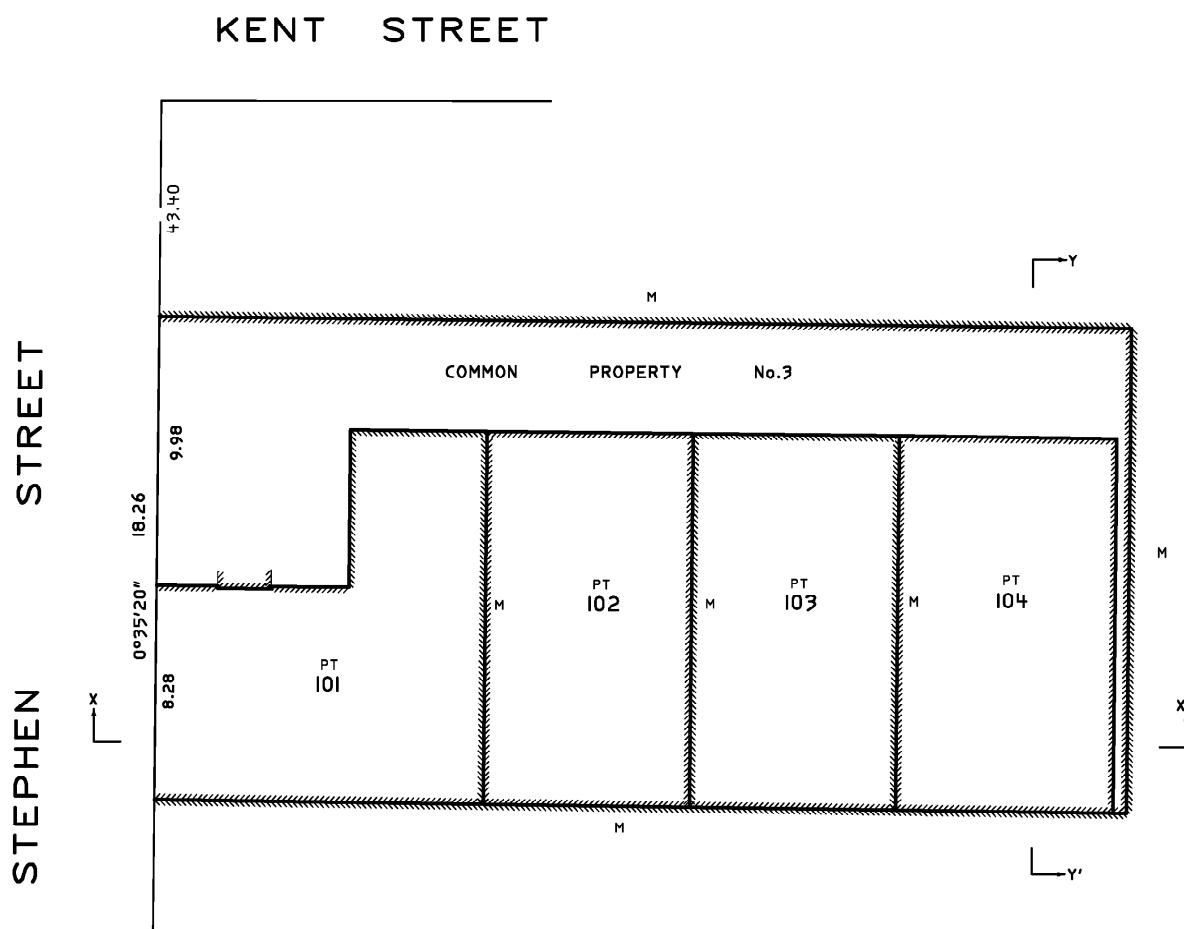 KENT STREET
43.40
Y
M
COMMON PROPERTY No.3
STEPHEN STREET
9.98
18.26
0°35'20"
8.28
M
PT
101
M
PT
102
M
PT
103
M
PT
104
X
X
M
Y'